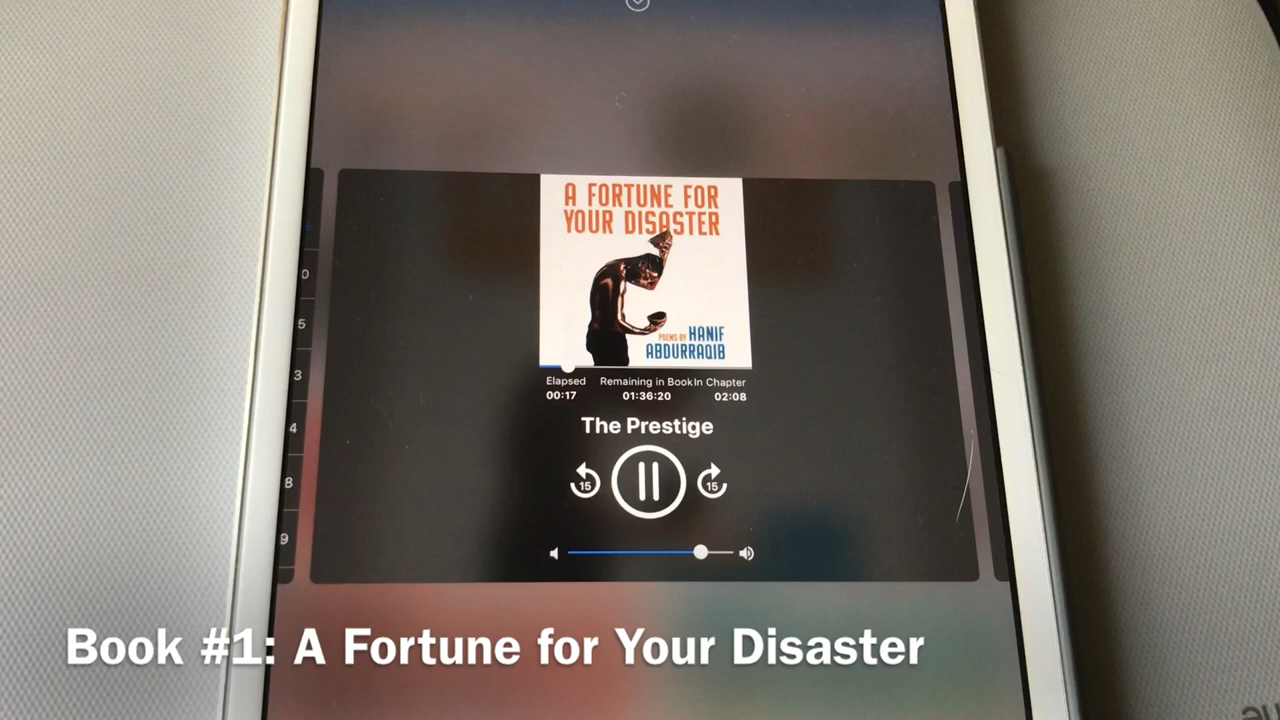 A FORTUNE FOR
YOUR DISASTER
POEMS BY HANIF
ABDURRAQIB
Elapsed Remaining in Book In Chapter
00:17 01:36:20 02:08
The Prestige
15 15
0
5
3
4
8
9
Book #1: A Fortune for Your Disaster